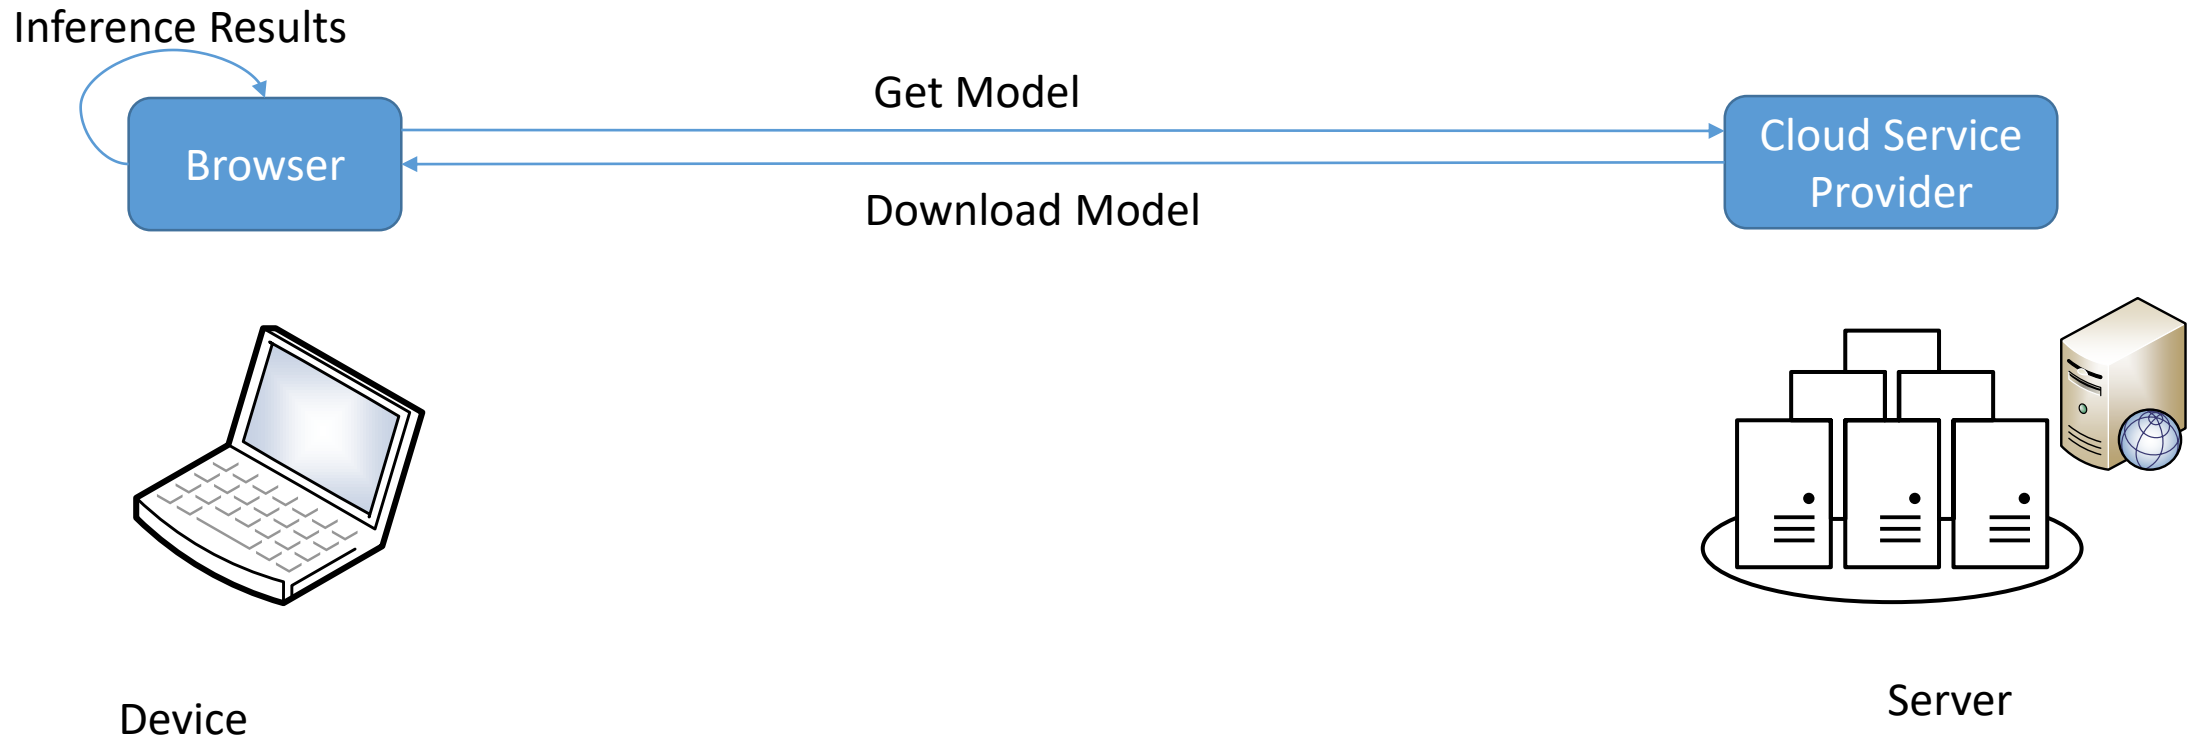 Inference Results
Get Model
Browser
Cloud Service
Provider
Download Model
Device
Server